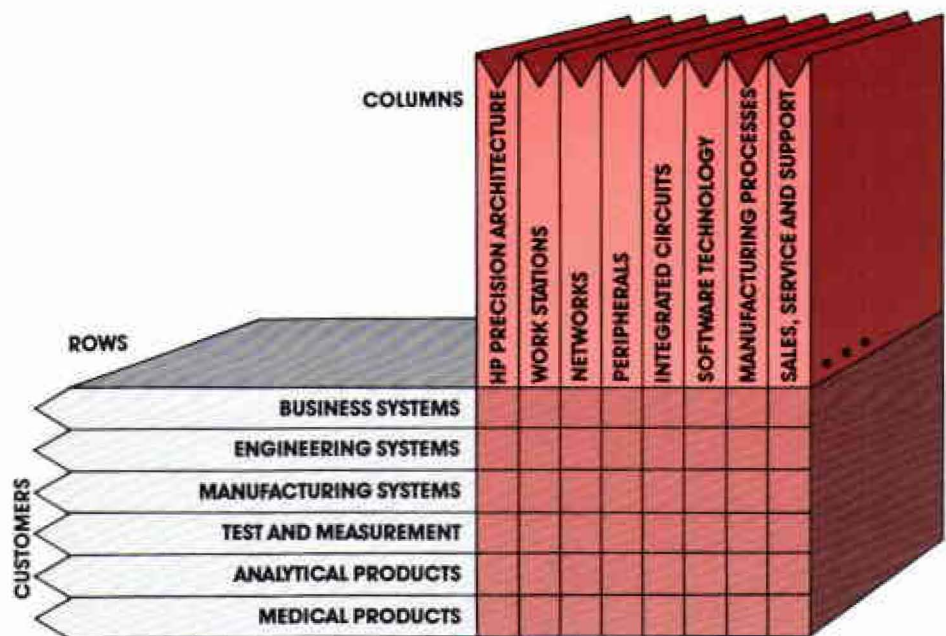 COLUMNS
HP PRECISION ARCHITECTURE
WORK STATIONS
NETWORKS
PERIPHERALS
INTEGRATED CIRCUITS
SOFTWARE TECHNOLOGY
MANUFACTURING PROCESSES
SALES, SERVICE AND SUPPORT
ROWS
CUSTOMERS
BUSINESS SYSTEMS
ENGINEERING SYSTEMS
MANUFACTURING SYSTEMS
TEST AND MEASUREMENT
ANALYTICAL PRODUCTS
MEDICAL PRODUCTS